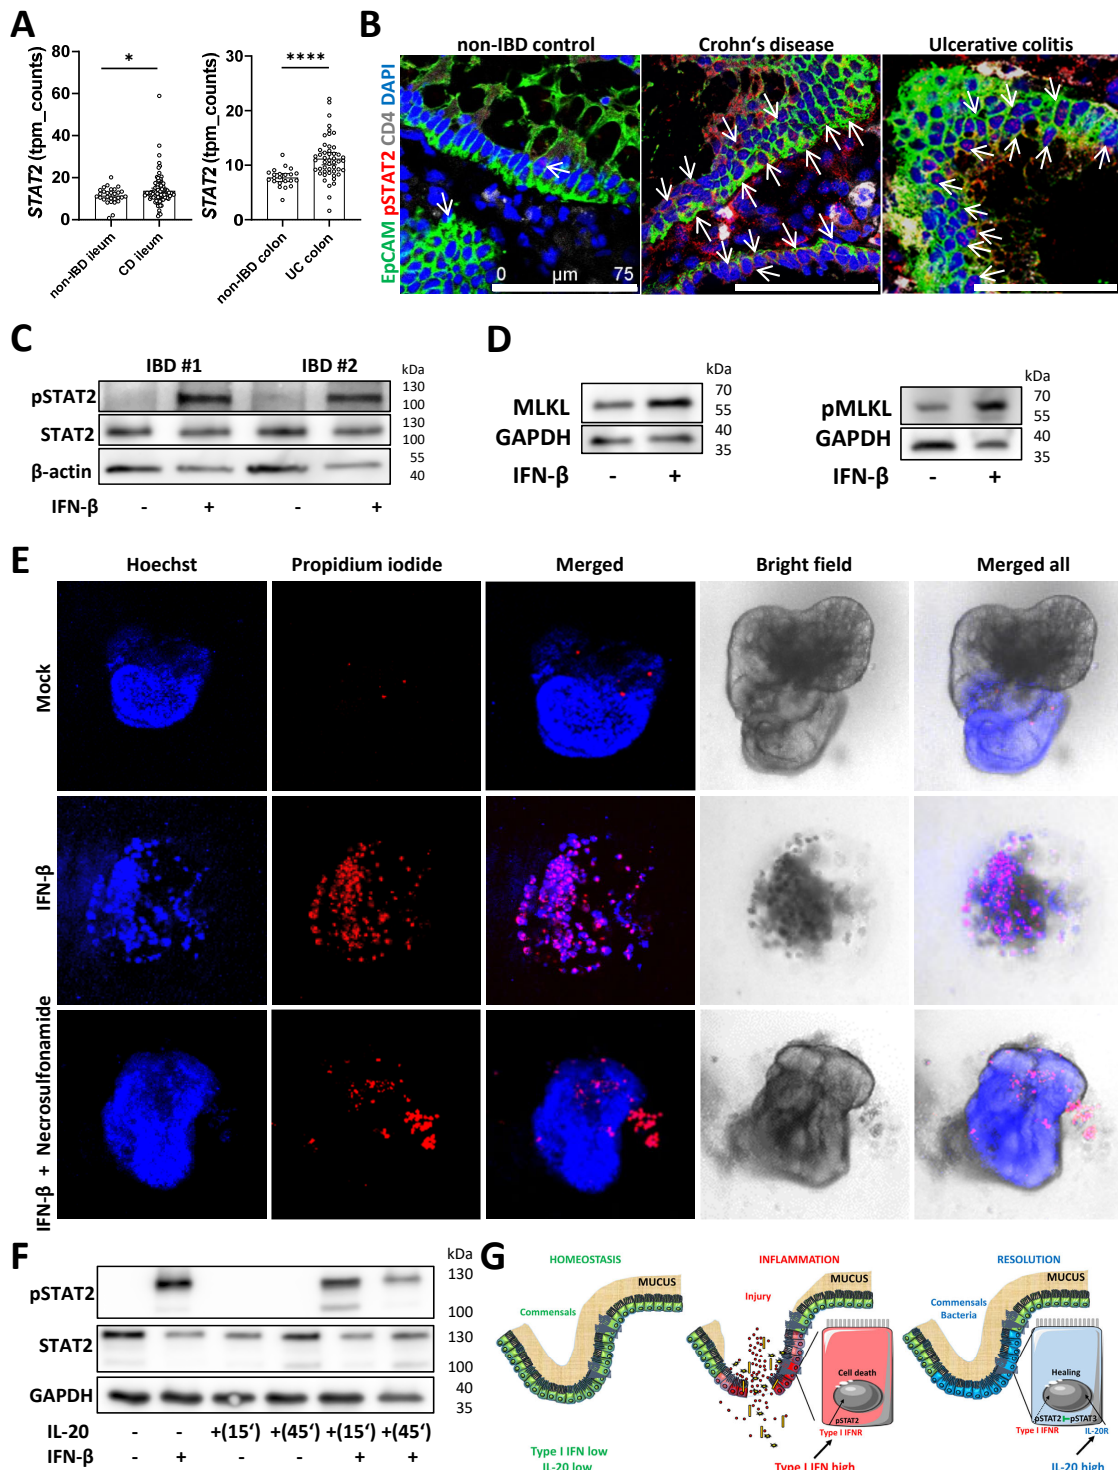 A
STAT2 (tpm_counts)
80
60
40
20
0
non-IBD ileum
CD ileum
*
STAT2 (tpm_counts)
30
20
10
0
non-IBD colon
UC colon
****
B
EpCAM pSTAT2 CD4 DAPI
non-IBD control
Crohn's disease
Ulcerative colitis
0 µm 75
C
IBD #1 IBD #2
kDa
pSTAT2
130
100
STAT2
130
100
β-actin
55
40
IFN-β - + - +
D
kDa
MLKL
70
55
GAPDH
40
35
IFN-β - +
kDa
pMLKL
70
55
GAPDH
40
35
IFN-β - +
E
Hoechst
Propidium iodide
Merged
Bright field
Merged all
Mock
IFN-β
IFN-β + Necrosulfonamide
F
kDa
pSTAT2
130
100
STAT2
130
100
GAPDH
40
35
IL-20 - - +(15') +(45') +(15') +(45')
IFN-β - + - - + +
G
HOMEOSTASIS
MUCUS
Commensals
Type I IFN low
IL-20 low
INFLAMMATION
MUCUS
Injury
Cell death
pSTAT2
Type I IFNR
Type I IFN high
RESOLUTION
MUCUS
Commensals
Bacteria
Healing
pSTAT2 pSTAT3
Type I IFNR
IL-20R
IL-20 high